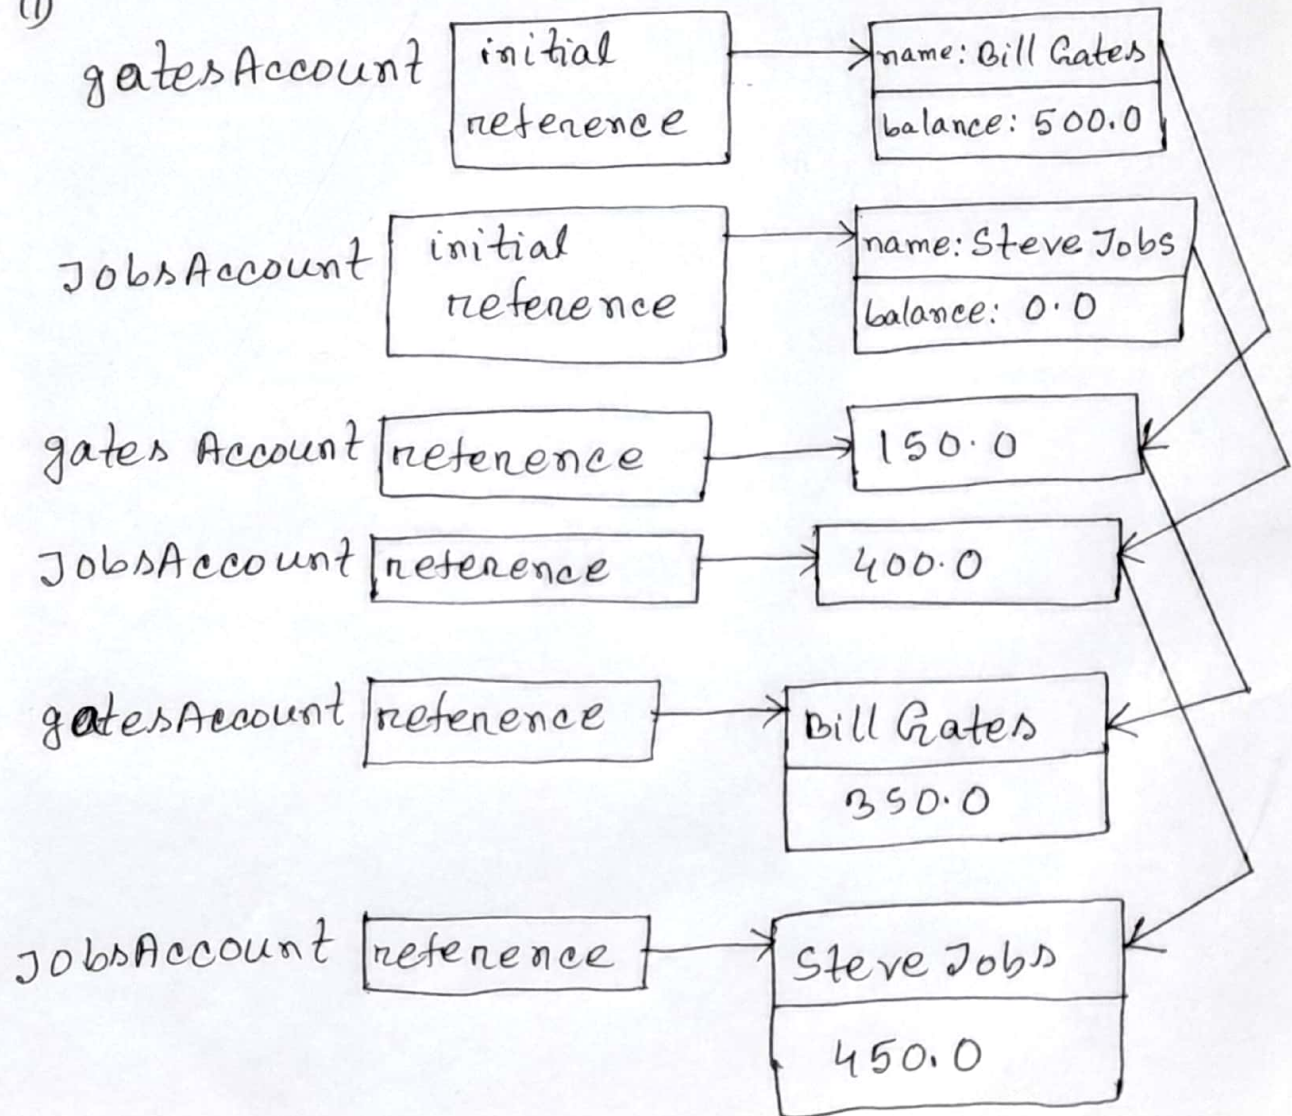 (1)
gatesAccount initial reference name: Bill Gates
balance: 500.0
JobsAccount initial reference name: Steve Jobs
balance: 0.0
gates Account reference 150.0
JobsAccount reference 400.0
gatesAccount reference Bill Gates
350.0
JobsAccount reference Steve Jobs
450.0